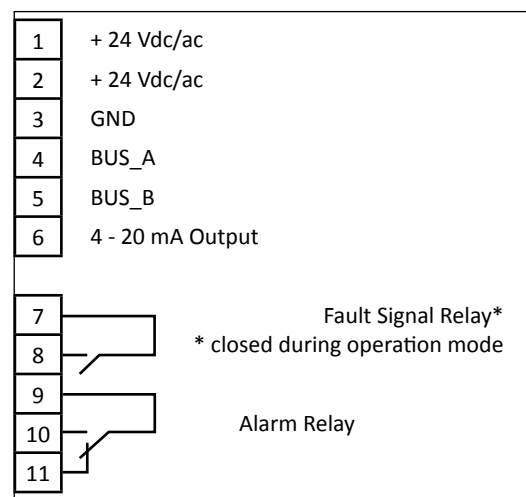 1 + 24 Vdc/ac
2 + 24 Vdc/ac
3 GND
4 BUS_A
5 BUS_B
6 4 - 20 mA Output
7 Fault Signal Relay*
8 * closed during operation mode
9
10 Alarm Relay
11